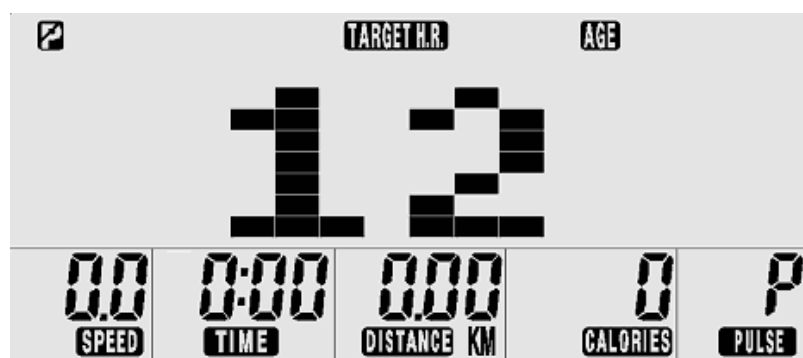 P TARGET H.R. AGE
12
0.0 0:00 0.00 0 P
SPEED TIME DISTANCE KM CALORIES PULSE